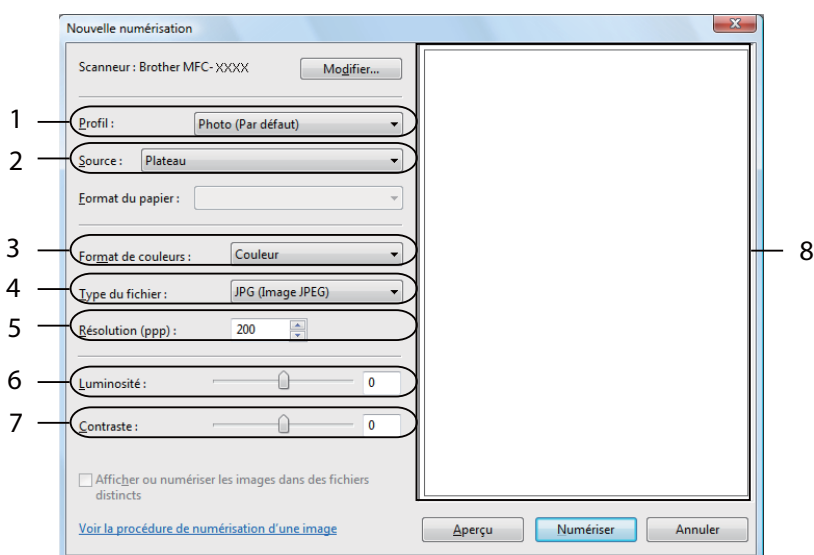 Nouvelle numérisation
Scanneur : Brother MFC-XXXX
Modifier...
1
Profil :
Photo (Par défaut)
2
Source :
Plateau
Format du papier :
3
Format de couleurs :
Couleur
8
4
Type du fichier :
JPG (Image JPEG)
5
Résolution (ppp) :
200
6
Luminosité :
0
7
Contraste :
0
Afficher ou numériser les images dans des fichiers
distincts
Voir la procédure de numérisation d'une image
Aperçu
Numériser
Annuler